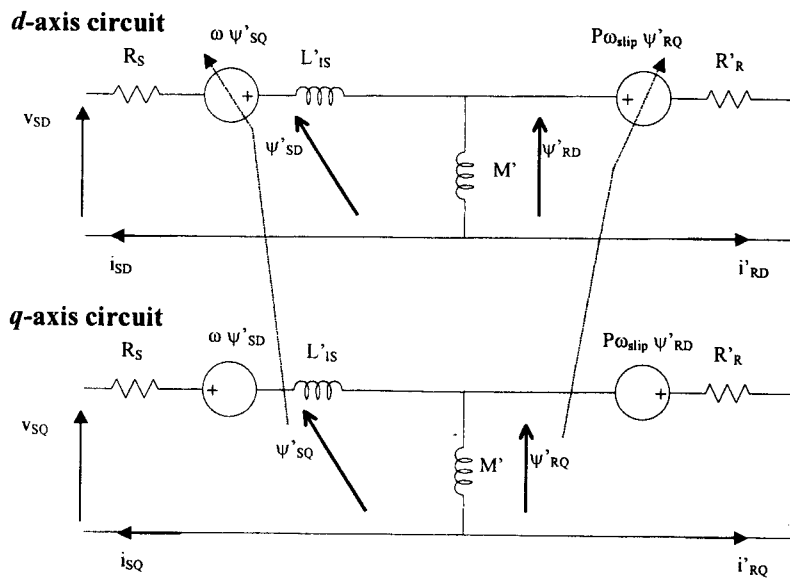 d-axis circuit
R_S
ω ψ'_SQ
L'_lS
Pω_slip ψ'_RQ
R'_R
+
+
v_SD
ψ'_SD
M'
ψ'_RD
i_SD
i'_RD
q-axis circuit
R_S
ω ψ'_SD
L'_lS
Pω_slip ψ'_RD
R'_R
+
+
v_SQ
ψ'_SQ
M'
ψ'_RQ
i_SQ
i'_RQ